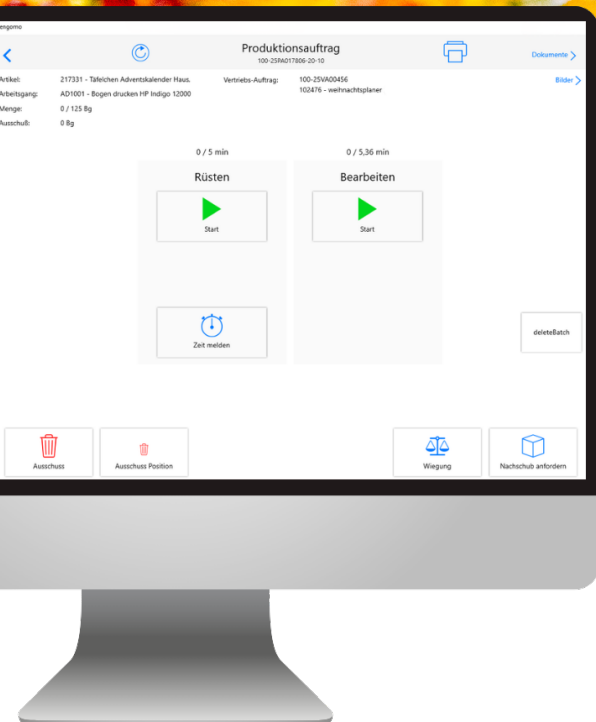 engomo
Produktionsauftrag
100-25PA017806-20-10
Dokumente
Artikel: 217331 - Täfelchen Adventskalender Haus.
Vertriebs-Auftrag: 100-25VA00456
Bilder
Arbeitsgang: AD1001 - Bogen drucken HP Indigo 12000
102476 - weihnachtsplaner
Menge: 0 / 125 Bg
Ausschuß: 0 Bg
0 / 5 min
0 / 5,36 min
Rüsten
Bearbeiten
Start
Start
Zeit melden
deleteBatch
Ausschuss
Ausschuss Position
Wiegung
Nachschub anfordern